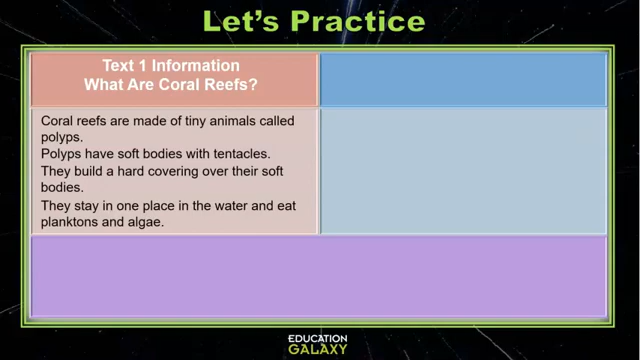 Let's Practice
Text 1 Information
What Are Coral Reefs?
Coral reefs are made of tiny animals called
polyps.
Polyps have soft bodies with tentacles.
They build a hard covering over their soft
bodies.
They stay in one place in the water and eat
planktons and algae.
EDUCATION
GALAXY